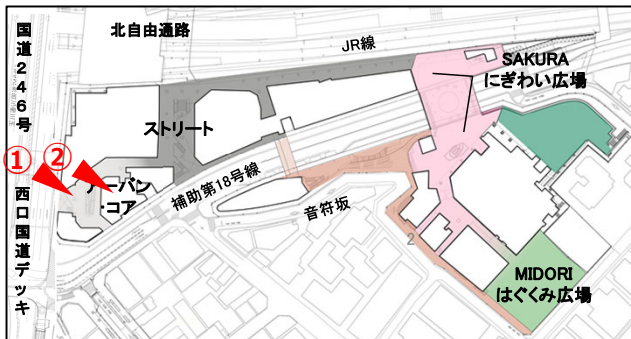 国道246号
北自由通路
JR線
SAKURA
にぎわい広場
ストリート
①
②
アーバン
・コア
補助第18号線
音符坂
西口国道デッキ
2
MIDORI
はぐくみ広場